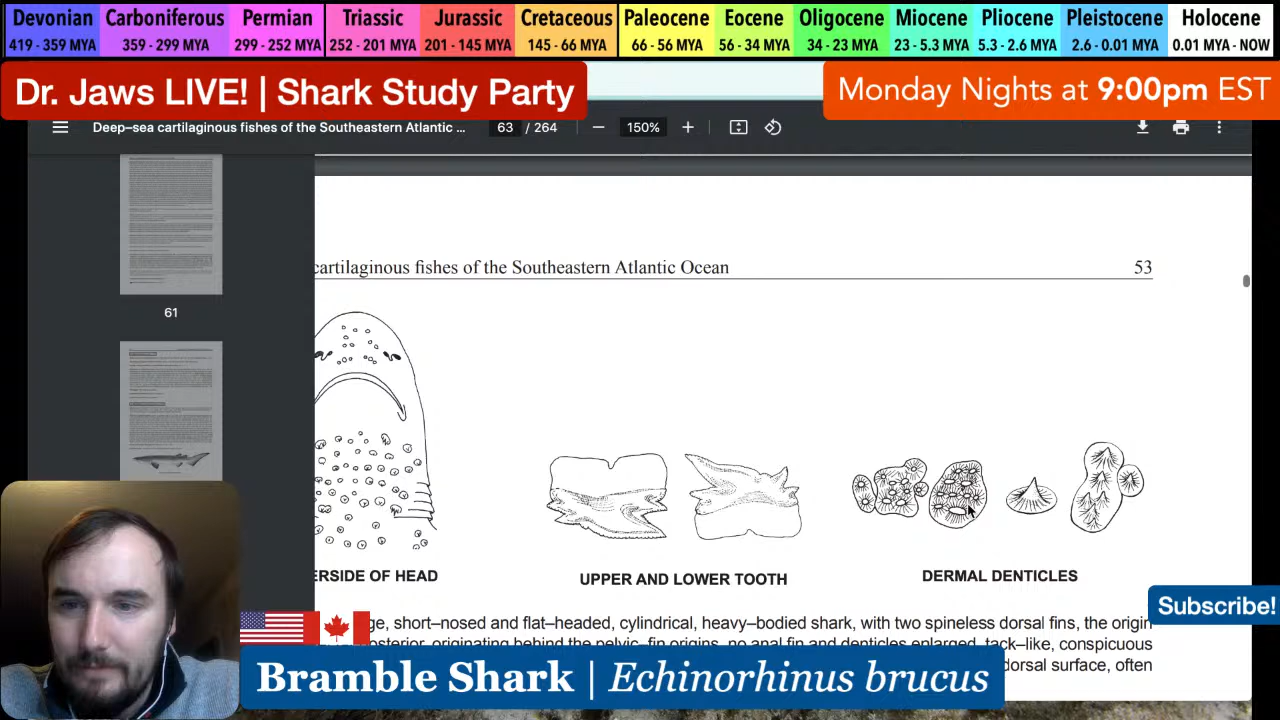 Devonian Carboniferous Permian Triassic Jurassic Cretaceous Paleocene Eocene Oligocene Miocene Pliocene Pleistocene Holocene
419 - 359 MYA 359 - 299 MYA 299 - 252 MYA 252 - 201 MYA 201 - 145 MYA 145 - 66 MYA 66 - 56 MYA 56 - 34 MYA 34 - 23 MYA 23 - 5.3 MYA 5.3 - 2.6 MYA 2.6 - 0.01 MYA 0.01 MYA - NOW
Dr. Jaws LIVE! | Shark Study Party
Monday Nights at 9:00pm EST
Deep-sea cartilaginous fishes of the Southeastern Atlantic ... 63 / 264 150%
cartilaginous fishes of the Southeastern Atlantic Ocean 53
61
ERSIDE OF HEAD
UPPER AND LOWER TOOTH
DERMAL DENTICLES
ge, short–nosed and flat–headed, cylindrical, heavy–bodied shark, with two spineless dorsal fins, the origin
posterior, originating behind the pelvic–fin origins, no anal fin and denticles enlarged, tack–like, conspicuous
dorsal surface, often
Subscribe!
Bramble Shark | Echinorhinus brucus